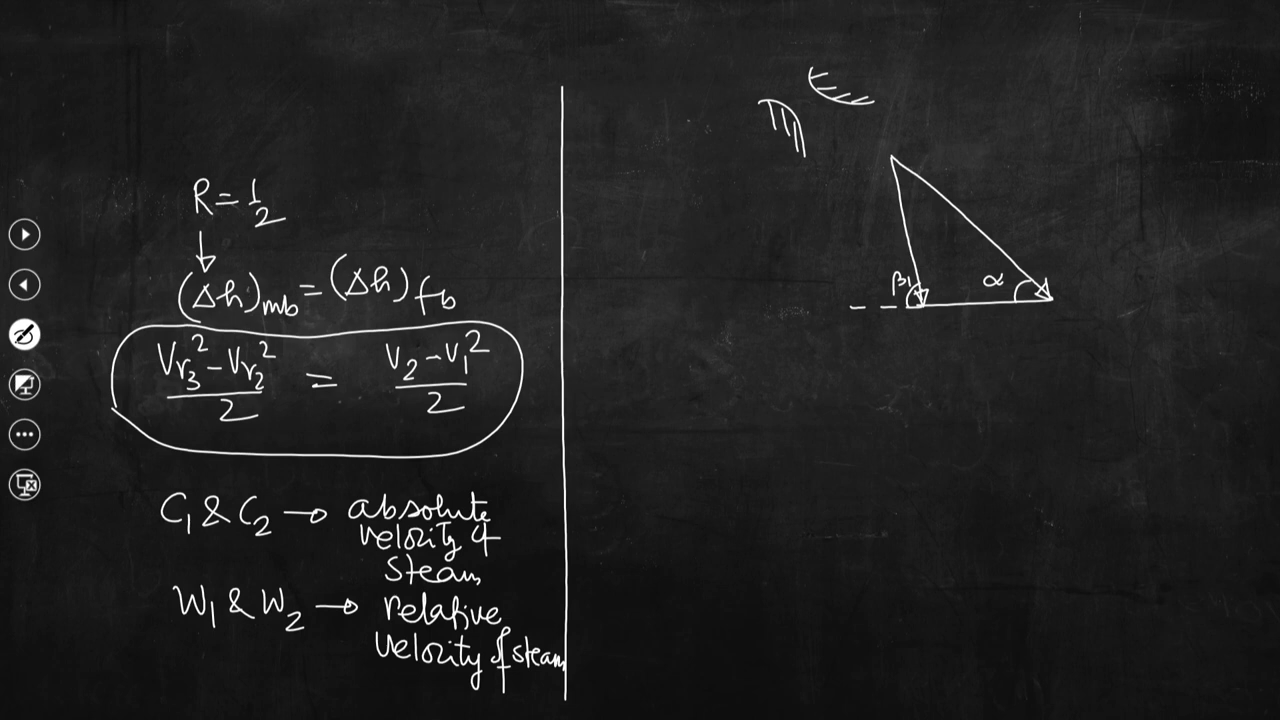 R = 1/2
↓
(Δh)mb = (Δh)fb
(Vr3² - Vr2²)/2 = (V2 - V1²)/2
C1 & C2 → absolute
velocity of
steam
W1 & W2 → relative
velocity of steam
β1 α